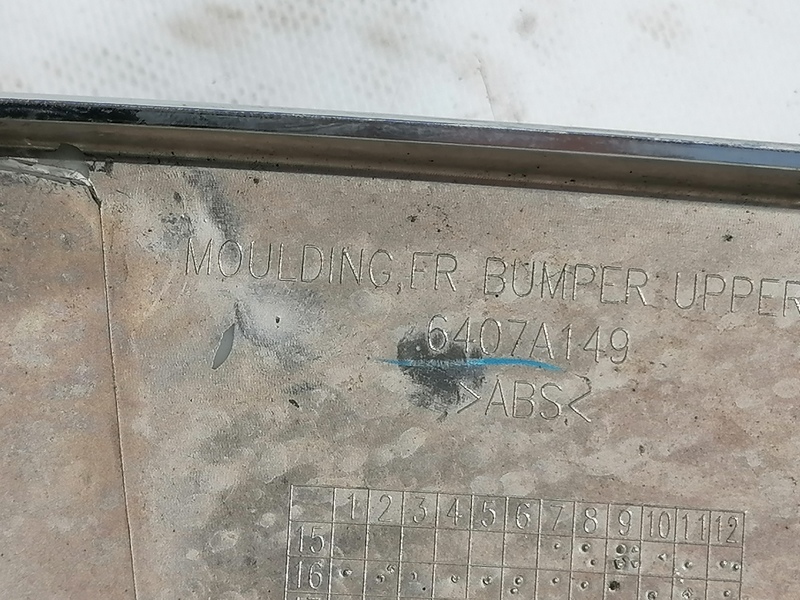 MOULDING,FR BUMPER UPPER
6407A149
>ABS<
1 2 3 4 5 6 7 8 9 10 11 12
15
16